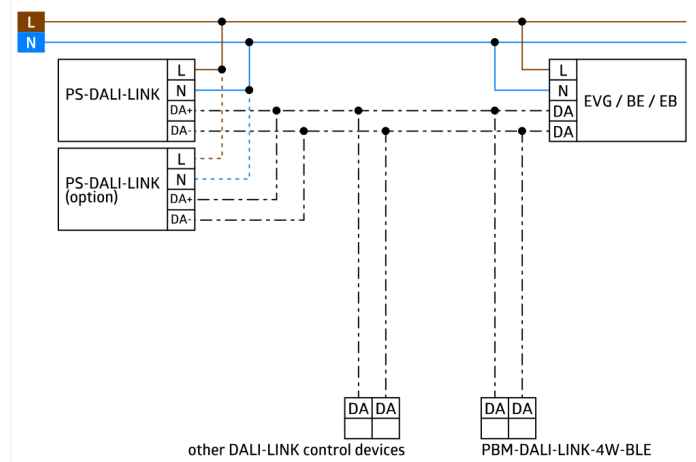 L
N
PS-DALI-LINK
L
N
DA+
DA-
L
N
DA
DA
EVG / BE / EB
PS-DALI-LINK
(option)
L
N
DA+
DA-
DA DA
DA DA
other DALI-LINK control devices
PBM-DALI-LINK-4W-BLE